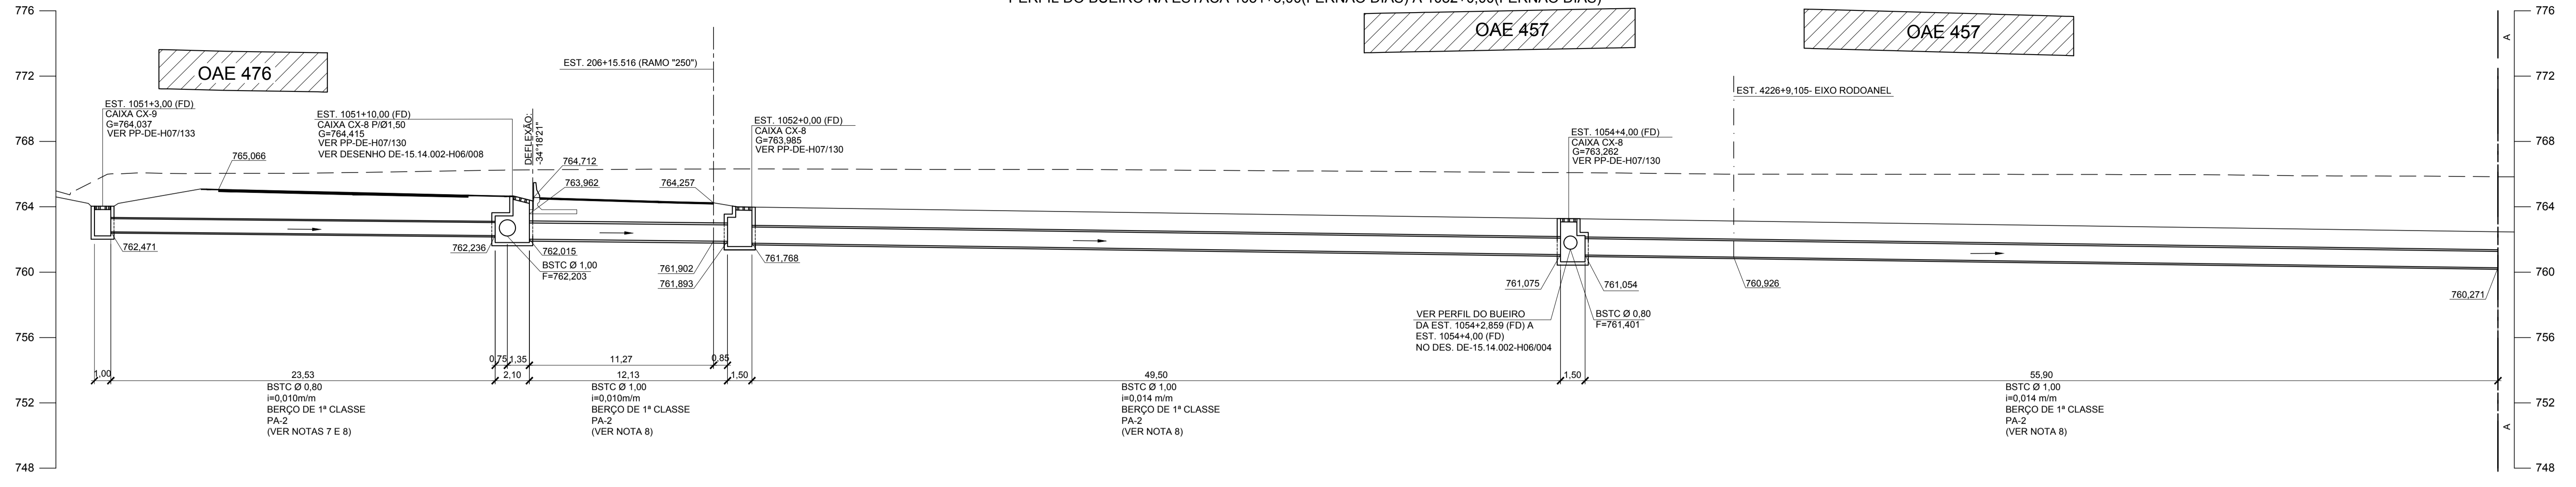 776
772
768
764
760
756
752
748
OAE 476
EST. 1051+3,00 (FD)
CAIXA CX-9
G=764,037
VER PP-DE-H07/133
EST. 1051+10,00 (FD)
CAIXA CX-8 P/Ø1,50
G=764,415
VER PP-DE-H07/130
VER DESENHO DE-15.14.002-H06/008
DEFLEXÃO:
-34°18'21"
EST. 206+15.516 (RAMO "250")
EST. 1052+0,00 (FD)
CAIXA CX-8
G=763,985
VER PP-DE-H07/130
OAE 457
OAE 457
EST. 1054+4,00 (FD)
CAIXA CX-8
G=763,262
VER PP-DE-H07/130
EST. 4226+9,105- EIXO RODOANEL
765,066
764,712
763,962
764,257
762,471
762,236
762,015
BSTC Ø 1,00
F=762,203
761,902
761,893
761,768
761,075
761,054
760,926
760,271
VER PERFIL DO BUEIRO
DA EST. 1054+2,859 (FD) A
EST. 1054+4,00 (FD)
NO DES. DE-15.14.002-H06/004
BSTC Ø 0,80
F=761,401
0,75
1,35
11,27
0,85
1,00
23,53
2,10
12,13
1,50
49,50
1,50
55,90
BSTC Ø 0,80
i=0,010m/m
BERÇO DE 1ª CLASSE
PA-2
(VER NOTAS 7 E 8)
BSTC Ø 1,00
i=0,010m/m
BERÇO DE 1ª CLASSE
PA-2
(VER NOTA 8)
BSTC Ø 1,00
i=0,014 m/m
BERÇO DE 1ª CLASSE
PA-2
(VER NOTA 8)
BSTC Ø 1,00
i=0,014 m/m
BERÇO DE 1ª CLASSE
PA-2
(VER NOTA 8)
A
A
776
772
768
764
760
756
752
748